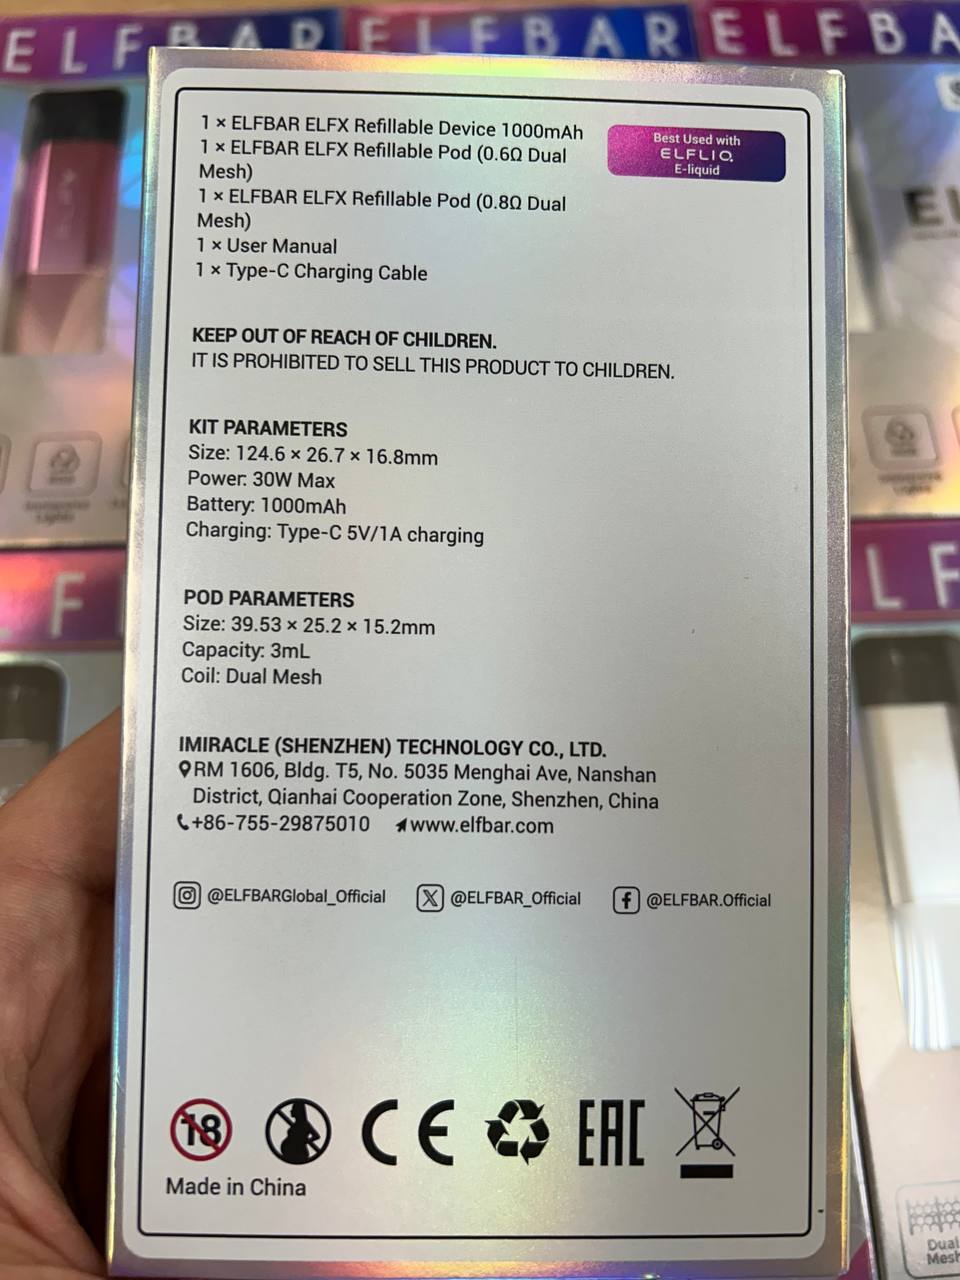 ELFBAR
ELFBAR
ELFBA
1 × ELFBAR ELFX Refillable Device 1000mAh
1 × ELFBAR ELFX Refillable Pod (0.6Ω Dual
Mesh)
1 × ELFBAR ELFX Refillable Pod (0.8Ω Dual
Mesh)
1 × User Manual
1 × Type-C Charging Cable
Best Used with
ELFLIQ
E-liquid
KEEP OUT OF REACH OF CHILDREN.
IT IS PROHIBITED TO SELL THIS PRODUCT TO CHILDREN.
KIT PARAMETERS
Size: 124.6 × 26.7 × 16.8mm
Power: 30W Max
Battery: 1000mAh
Charging: Type-C 5V/1A charging
POD PARAMETERS
Size: 39.53 × 25.2 × 15.2mm
Capacity: 3mL
Coil: Dual Mesh
IMIRACLE (SHENZHEN) TECHNOLOGY CO., LTD.
RM 1606, Bldg. T5, No. 5035 Menghai Ave, Nanshan
District, Qianhai Cooperation Zone, Shenzhen, China
+86-755-29875010 www.elfbar.com
@ELFBARGlobal_Official @ELFBAR_Official @ELFBAR.Official
18 CE EAC
Made in China
F
LF
Dual
Mesh